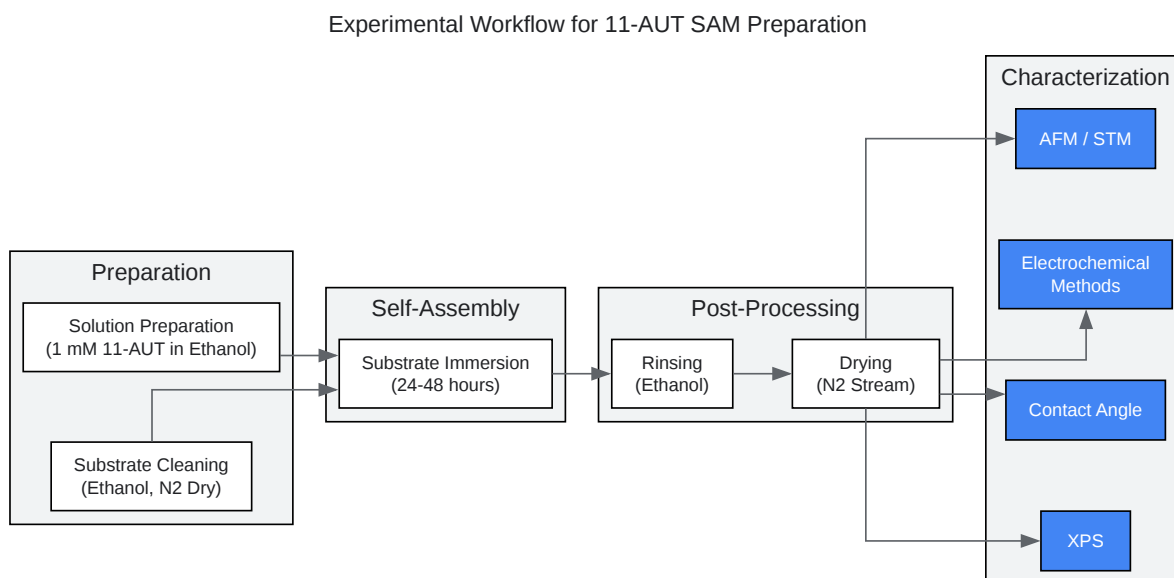 Experimental Workflow for 11-AUT SAM Preparation
Preparation
Solution Preparation
(1 mM 11-AUT in Ethanol)
Substrate Cleaning
(Ethanol, N2 Dry)
Self-Assembly
Substrate Immersion
(24-48 hours)
Post-Processing
Rinsing
(Ethanol)
Drying
(N2 Stream)
Characterization
AFM / STM
Electrochemical
Methods
Contact Angle
XPS